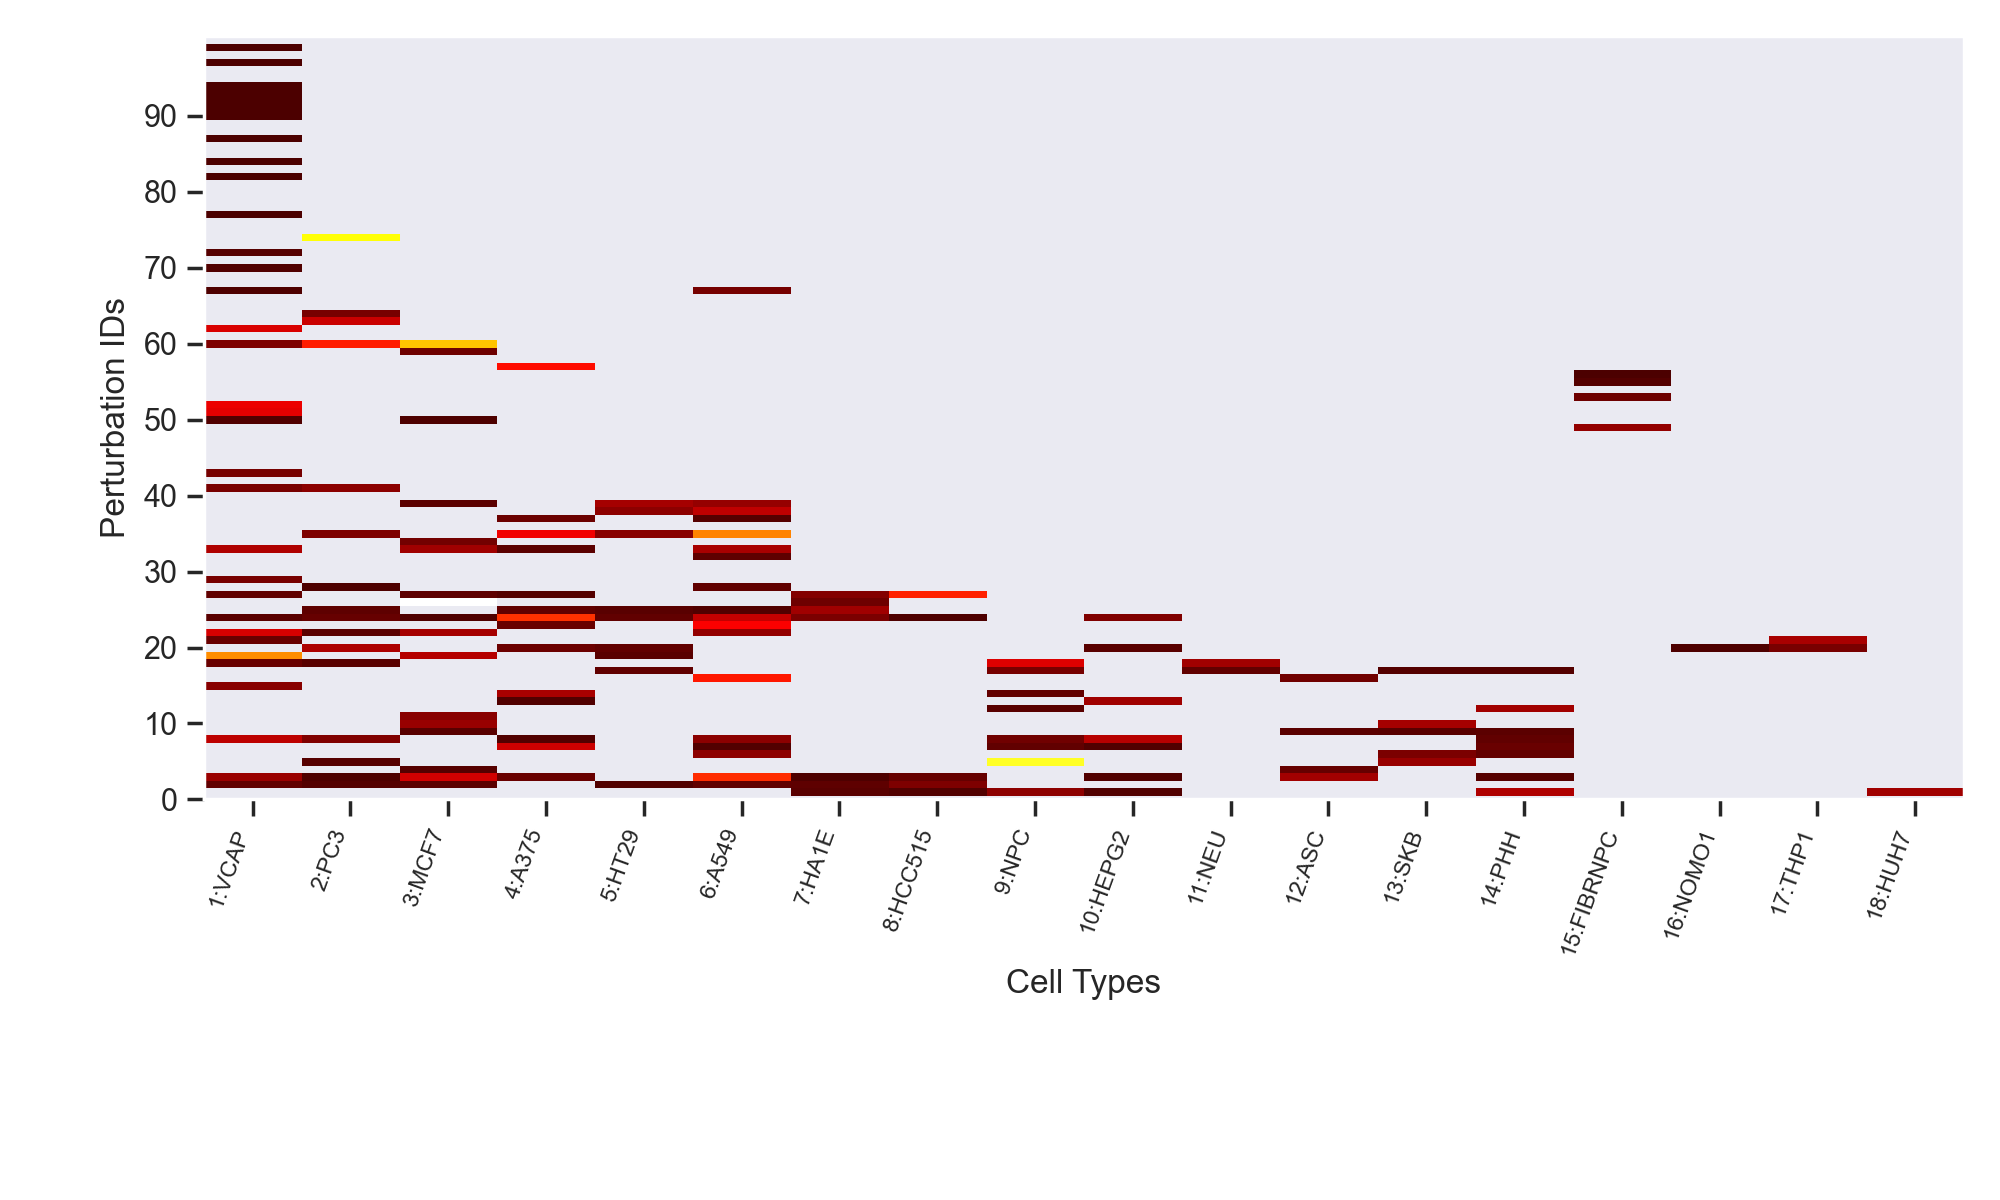 90
80
70
60
50
40
30
20
10
0
Perturbation IDs
1:VCAP
2:PC3
3:MCF7
4:A375
5:HT29
6:A549
7:HA1E
8:HCC515
9:NPC
10:HEPG2
11:NEU
12:ASC
13:SKB
14:PHH
15:FIBRNPC
16:NOMO1
17:THP1
18:HUH7
Cell Types